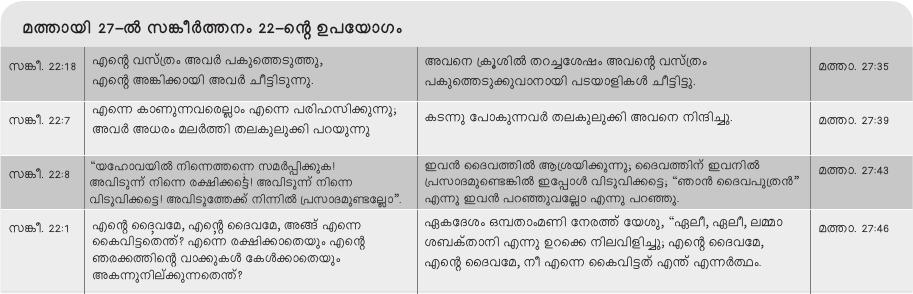 മത്തായി 27–ൽ സങ്കീർത്തനം 22–ന്റെ ഉപയോഗം
സങ്കീ. 22:18
എന്റെ വസ്ത്രം അവർ പകുത്തെടുത്തു,
എന്റെ അങ്കിക്കായി അവർ ചീട്ടിടുന്നു.
അവനെ ക്രൂശിൽ തറച്ചശേഷം അവന്റെ വസ്ത്രം
പകുത്തെടുക്കുവാനായി പടയാളികൾ ചീട്ടിട്ടു.
മത്താ. 27:35
സങ്കീ. 22:7
എന്നെ കാണുന്നവരെല്ലാം എന്നെ പരിഹസിക്കുന്നു;
അവർ അധരം മലർത്തി തലകുലുക്കി പറയുന്നു
കടന്നു പോകുന്നവർ തലകുലുക്കി അവനെ നിന്ദിച്ചു.
മത്താ. 27:39
സങ്കീ. 22:8
“യഹോവയിൽ നിന്നെത്തന്നെ സമർപ്പിക്കുക!
അവിടുന്ന് നിന്നെ രക്ഷിക്കട്ടെ! അവിടുന്ന് നിന്നെ
വിടുവിക്കട്ടെ! അവിടുത്തേക്ക് നിന്നിൽ പ്രസാദമുണ്ടല്ലോ”.
ഇവൻ ദൈവത്തിൽ ആശ്രയിക്കുന്നു; ദൈവത്തിന് ഇവനിൽ
പ്രസാദമുണ്ടെങ്കിൽ ഇപ്പോൾ വിടുവിക്കട്ടെ; “ഞാൻ ദൈവപുത്രൻ”
എന്നു ഇവൻ പറഞ്ഞുവല്ലോ എന്നു പറഞ്ഞു.
മത്താ. 27:43
സങ്കീ. 22:1
എന്റെ ദൈവമേ, എന്റെ ദൈവമേ, അങ്ങ് എന്നെ
കൈവിട്ടതെന്ത്? എന്നെ രക്ഷിക്കാതെയും എന്റെ
ഞരക്കത്തിന്റെ വാക്കുകൾ കേൾക്കാതെയും
അകന്നുനില്ക്കുന്നതെന്ത്?
ഏകദേശം ഒമ്പതാംമണി നേരത്ത് യേശു, “ഏലീ, ഏലീ, ലമ്മാ
ശബക്താനി എന്നു ഉറക്കെ നിലവിളിച്ചു; എന്റെ ദൈവമേ,
എന്റെ ദൈവമേ, നീ എന്നെ കൈവിട്ടത് എന്ത് എന്നർത്ഥം.
മത്താ. 27:46